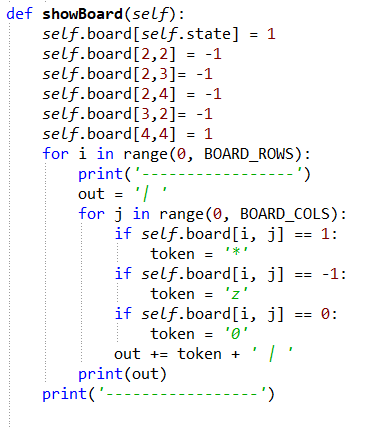 def showBoard(self):
    self.board[self.state] = 1
    self.board[2,2] = -1
    self.board[2,3]= -1
    self.board[2,4] = -1
    self.board[3,2]= -1
    self.board[4,4] = 1
    for i in range(0, BOARD_ROWS):
        print('-----------------')
        out = '| '
        for j in range(0, BOARD_COLS):
            if self.board[i, j] == 1:
                token = '*'
            if self.board[i, j] == -1:
                token = 'z'
            if self.board[i, j] == 0:
                token = '0'
            out += token + ' | '
        print(out)
    print('-----------------')